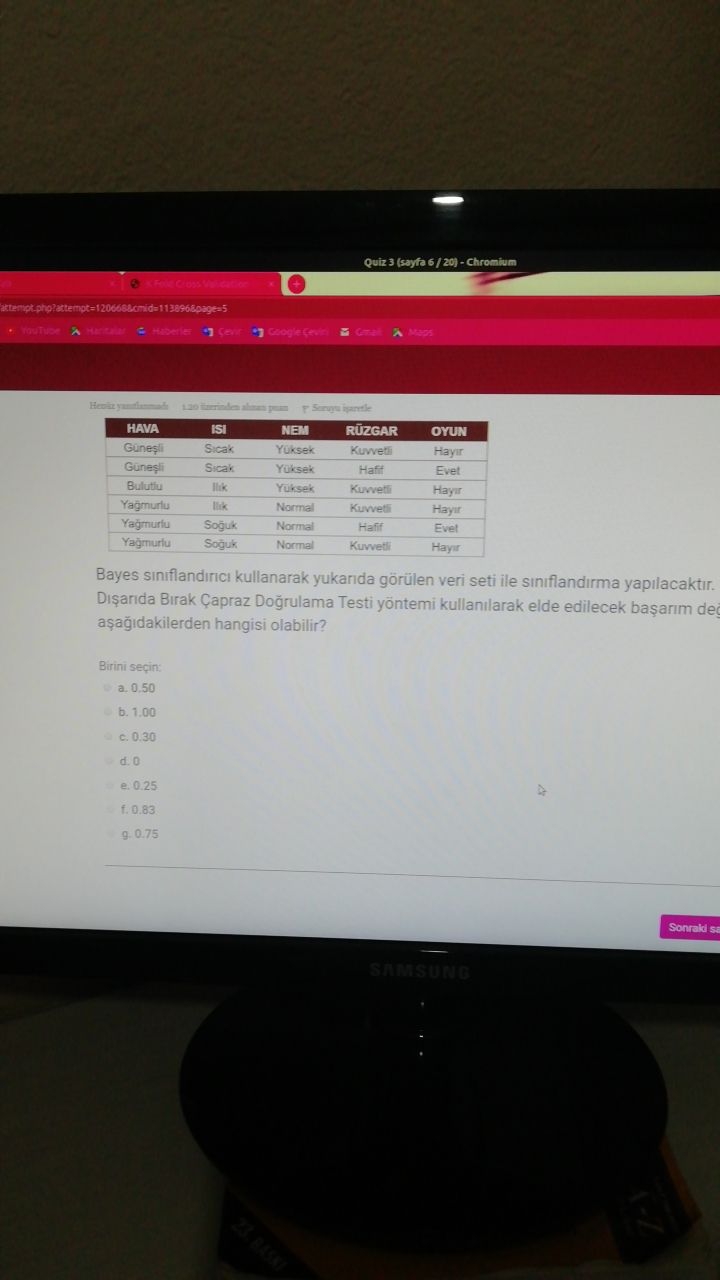 Quiz 3 (sayfa 6 / 20) - Chromium
K Fold Cross Validation
attempt.php?attempt=120668&cmid=113896&page=5
YouTube Haritalar Haberler Çevir Google Çeviri Gmail Maps
Henüz yanıtlanmadı 1.20 üzerinden alınan puan Soruyu işaretle
HAVA ISI NEM RÜZGAR OYUN
Güneşli Sıcak Yüksek Kuvvetli Hayır
Güneşli Sıcak Yüksek Hafif Evet
Bulutlu Ilık Yüksek Kuvvetli Hayır
Yağmurlu Ilık Normal Kuvvetli Hayır
Yağmurlu Soğuk Normal Hafif Evet
Yağmurlu Soğuk Normal Kuvvetli Hayır
Bayes sınıflandırıcı kullanarak yukarıda görülen veri seti ile sınıflandırma yapılacaktır.
Dışarıda Bırak Çapraz Doğrulama Testi yöntemi kullanılarak elde edilecek başarım değ
aşağıdakilerden hangisi olabilir?
Birini seçin:
a. 0.50
b. 1.00
c. 0.30
d. 0
e. 0.25
f. 0.83
g. 0.75
Sonraki sa
SAMSUNG
23. BASKI